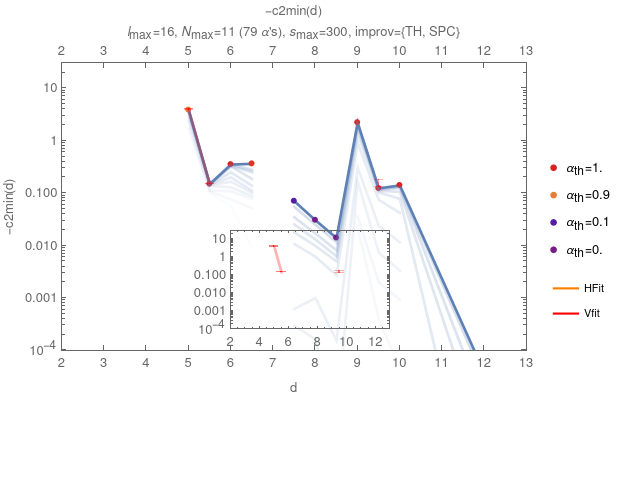 −c2min(d)
lmax=16, Nmax=11 (79 α's), smax=300, improv={TH, SPC}
2 3 4 5 6 7 8 9 10 11 12 13
10
1
0.100
0.010
0.001
10−4
−c2min(d)
10
1
0.100
0.010
0.001
10−4
2 4 6 8 10 12
2 3 4 5 6 7 8 9 10 11 12 13
d
αth=1.
αth=0.9
αth=0.1
αth=0.
HFit
Vfit